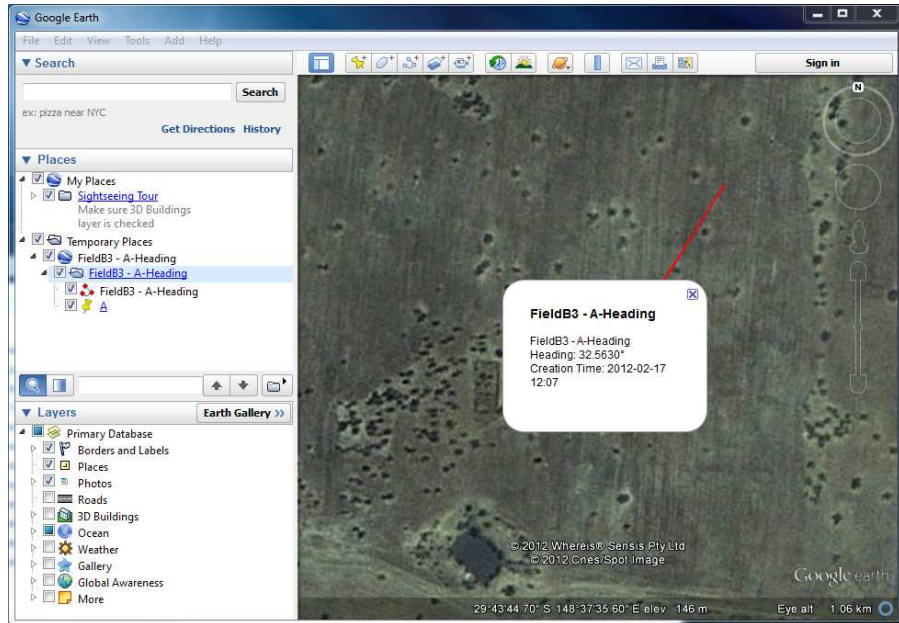 Google Earth
File Edit View Tools Add Help
Search
Search
ex: pizza near NYC
Get Directions History
Places
My Places
Sightseeing Tour
Make sure 3D Buildings
layer is checked
Temporary Places
FieldB3 - A-Heading
FieldB3 - A-Heading
FieldB3 - A-Heading
A
Layers
Earth Gallery »
Primary Database
Borders and Labels
Places
Photos
Roads
3D Buildings
Ocean
Weather
Gallery
Global Awareness
More
Sign in
N
FieldB3 - A-Heading
FieldB3 - A-Heading
Heading: 32.5630°
Creation Time: 2012-02-17
12:07
© 2012 Whereis® Sensis Pty Ltd
© 2012 Cnes/Spot Image
Google earth
29°43'44.70" S 148°37'35.60" E elev 146 m Eye alt 1.06 km